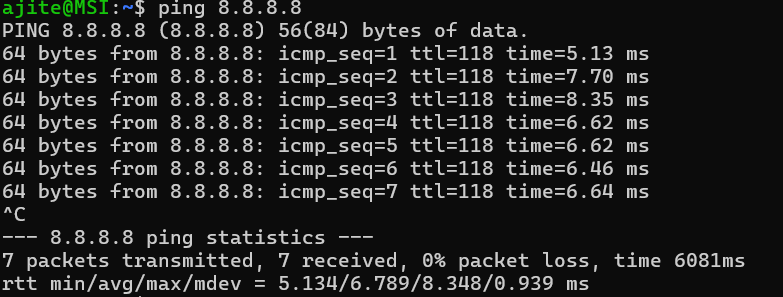 ajite@MSI:~$ ping 8.8.8.8
PING 8.8.8.8 (8.8.8.8) 56(84) bytes of data.
64 bytes from 8.8.8.8: icmp_seq=1 ttl=118 time=5.13 ms
64 bytes from 8.8.8.8: icmp_seq=2 ttl=118 time=7.70 ms
64 bytes from 8.8.8.8: icmp_seq=3 ttl=118 time=8.35 ms
64 bytes from 8.8.8.8: icmp_seq=4 ttl=118 time=6.62 ms
64 bytes from 8.8.8.8: icmp_seq=5 ttl=118 time=6.62 ms
64 bytes from 8.8.8.8: icmp_seq=6 ttl=118 time=6.46 ms
64 bytes from 8.8.8.8: icmp_seq=7 ttl=118 time=6.64 ms
^C
--- 8.8.8.8 ping statistics ---
7 packets transmitted, 7 received, 0% packet loss, time 6081ms
rtt min/avg/max/mdev = 5.134/6.789/8.348/0.939 ms